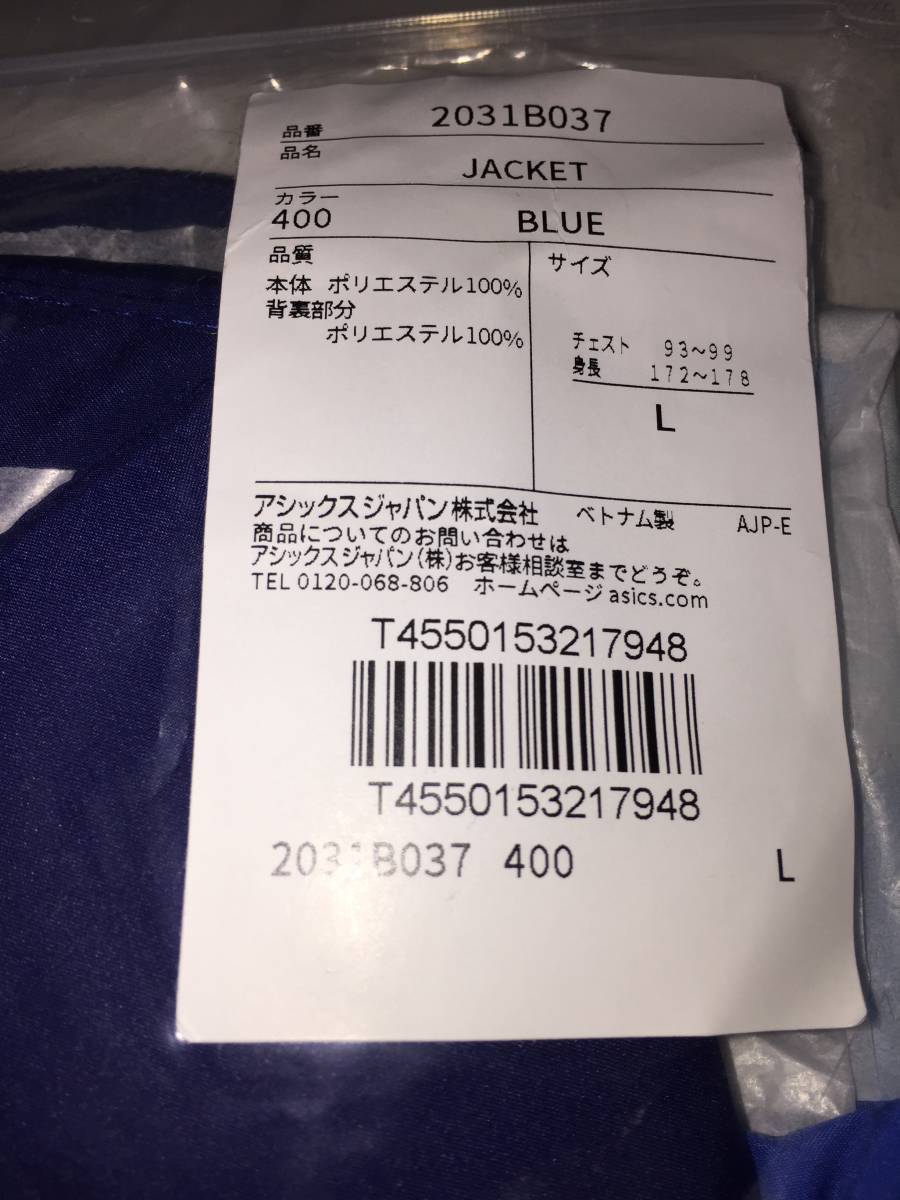 品番 2031B037
品名 JACKET
カラー
400 BLUE
品質
本体 ポリエステル100%
背裏部分
ポリエステル100%
サイズ
チェスト 93~99
身長 172~178
L
アシックスジャパン株式会社 ベトナム製 AJP-E
商品についてのお問い合わせは
アシックスジャパン(株)お客様相談室までどうぞ。
TEL 0120-068-806 ホームページ asics.com
T4550153217948
T4550153217948
2031B037 400 L